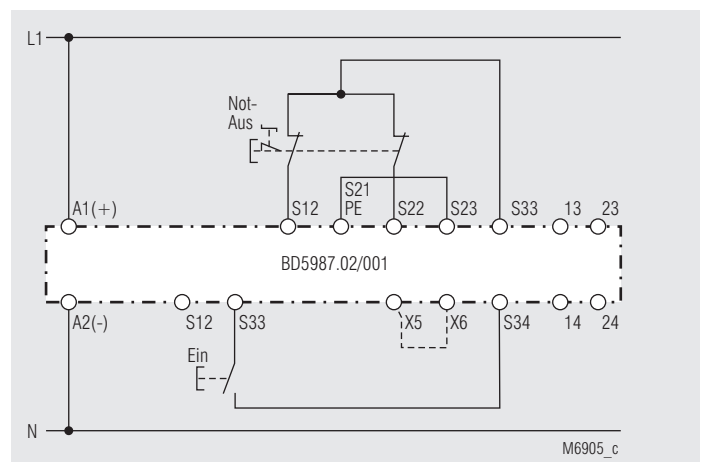 L1
Not-
Aus
A1(+)
S12
S21
PE
S22
S23
S33
13
23
BD5987.02/001
A2(-)
S12
S33
X5
X6
S34
14
24
Ein
N
M6905_c